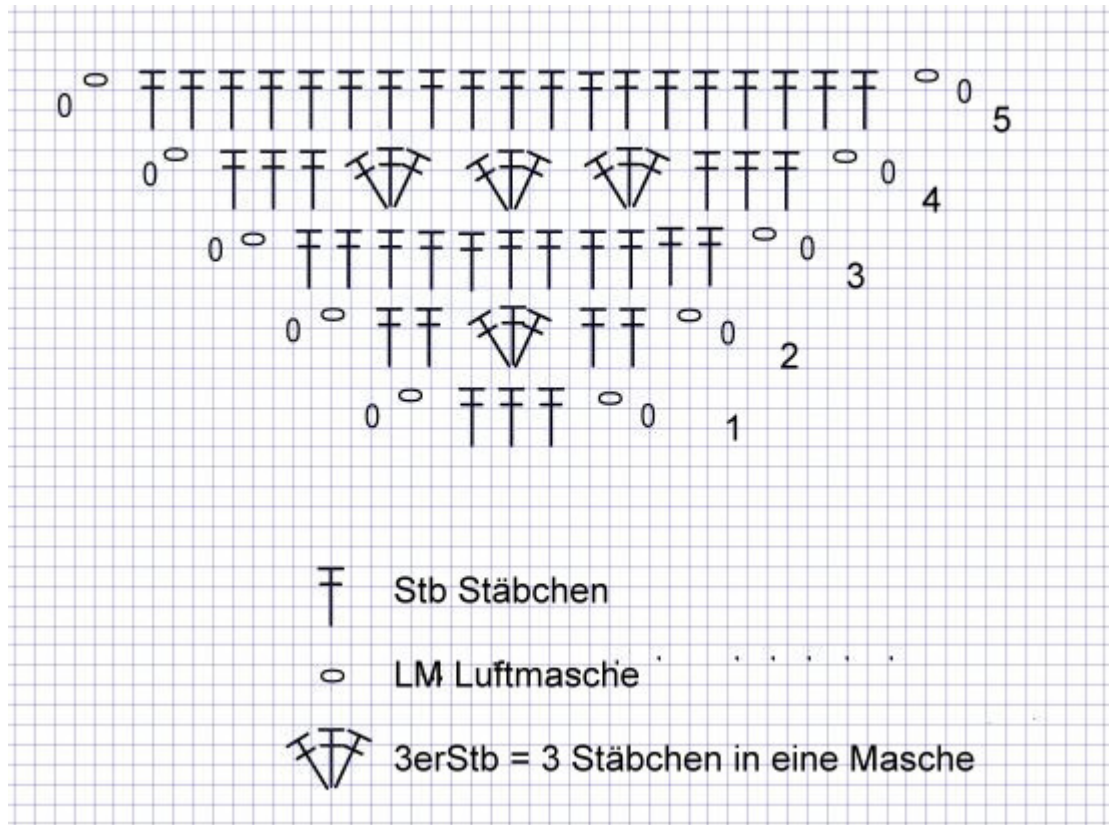 5
4
3
2
1
Stb Stäbchen
LM Luftmasche
3erStb = 3 Stäbchen in eine Masche